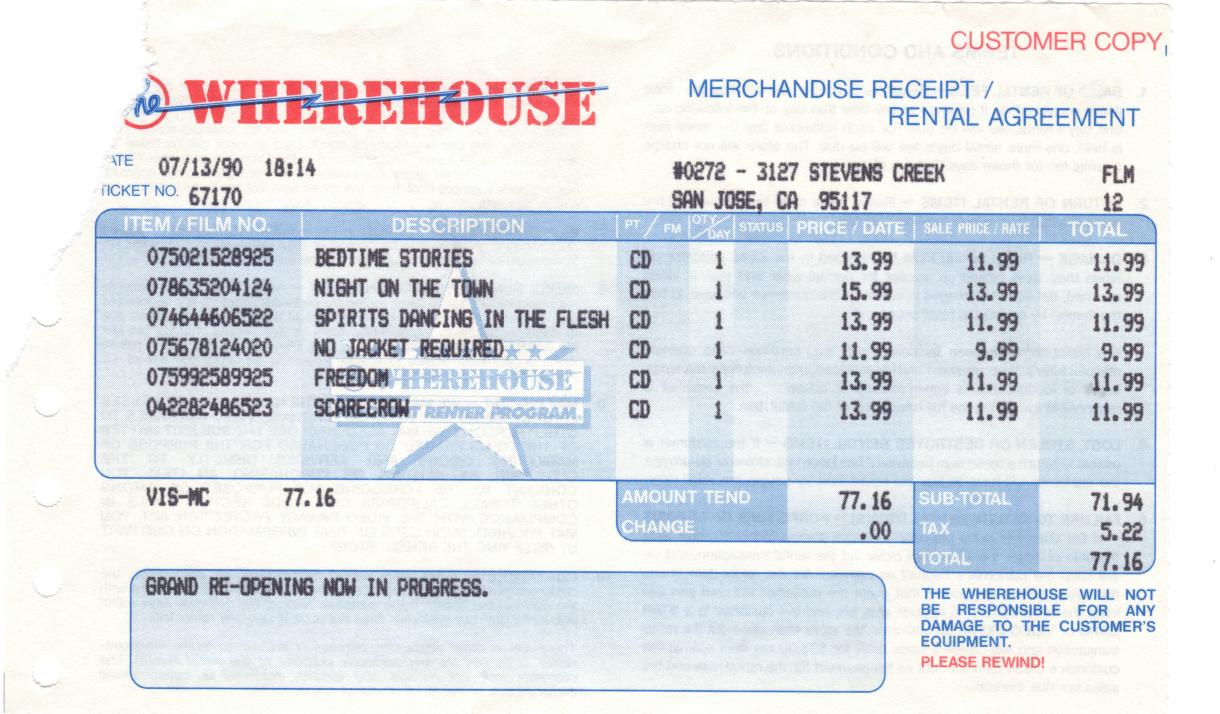 CUSTOMER COPY
WHEREHOUSE
MERCHANDISE RECEIPT /
RENTAL AGREEMENT
ATE 07/13/90 18:14
#0272 - 3127 STEVENS CREEK FLM
TICKET NO. 67170
SAN JOSE, CA 95117 12
ITEM / FILM NO. DESCRIPTION PT / FM QTY/DAY STATUS PRICE / DATE SALE PRICE / RATE TOTAL
075021528925 BEDTIME STORIES CD 1 13.99 11.99 11.99
078635204124 NIGHT ON THE TOWN CD 1 15.99 13.99 13.99
074644606522 SPIRITS DANCING IN THE FLESH CD 1 13.99 11.99 11.99
075678124020 NO JACKET REQUIRED CD 1 11.99 9.99 9.99
075992589925 FREEDOM CD 1 13.99 11.99 11.99
WHEREHOUSE
042282486523 SCARECROW CD 1 13.99 11.99 11.99
RENTER PROGRAM
VIS-MC 77.16 AMOUNT TEND 77.16 SUB-TOTAL 71.94
CHANGE .00 TAX 5.22
TOTAL 77.16
GRAND RE-OPENING NOW IN PROGRESS.
THE WHEREHOUSE WILL NOT
BE RESPONSIBLE FOR ANY
DAMAGE TO THE CUSTOMER'S
EQUIPMENT.
PLEASE REWIND!